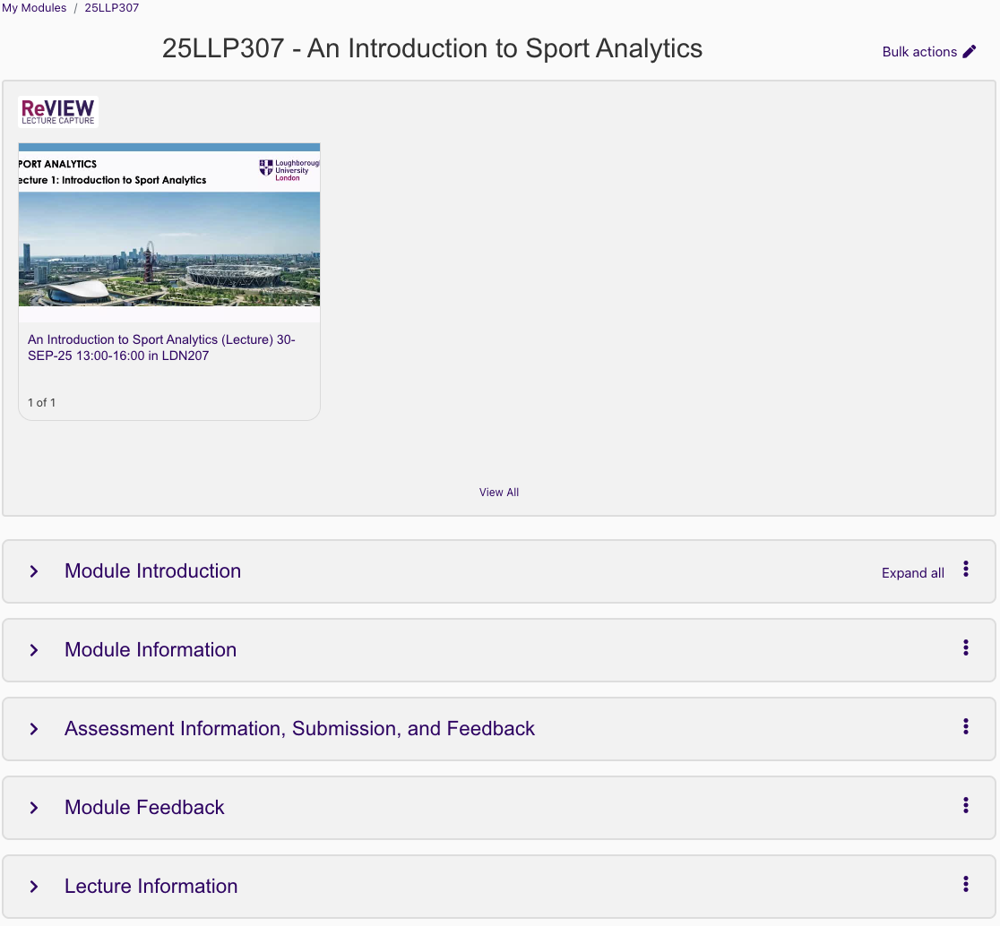 My Modules / 25LLP307
25LLP307 - An Introduction to Sport Analytics
Bulk actions
ReVIEW
LECTURE CAPTURE
PORT ANALYTICS
ecture 1: Introduction to Sport Analytics
Loughboroug
University
London
An Introduction to Sport Analytics (Lecture) 30-
SEP-25 13:00-16:00 in LDN207
1 of 1
View All
Module Introduction
Expand all
Module Information
Assessment Information, Submission, and Feedback
Module Feedback
Lecture Information